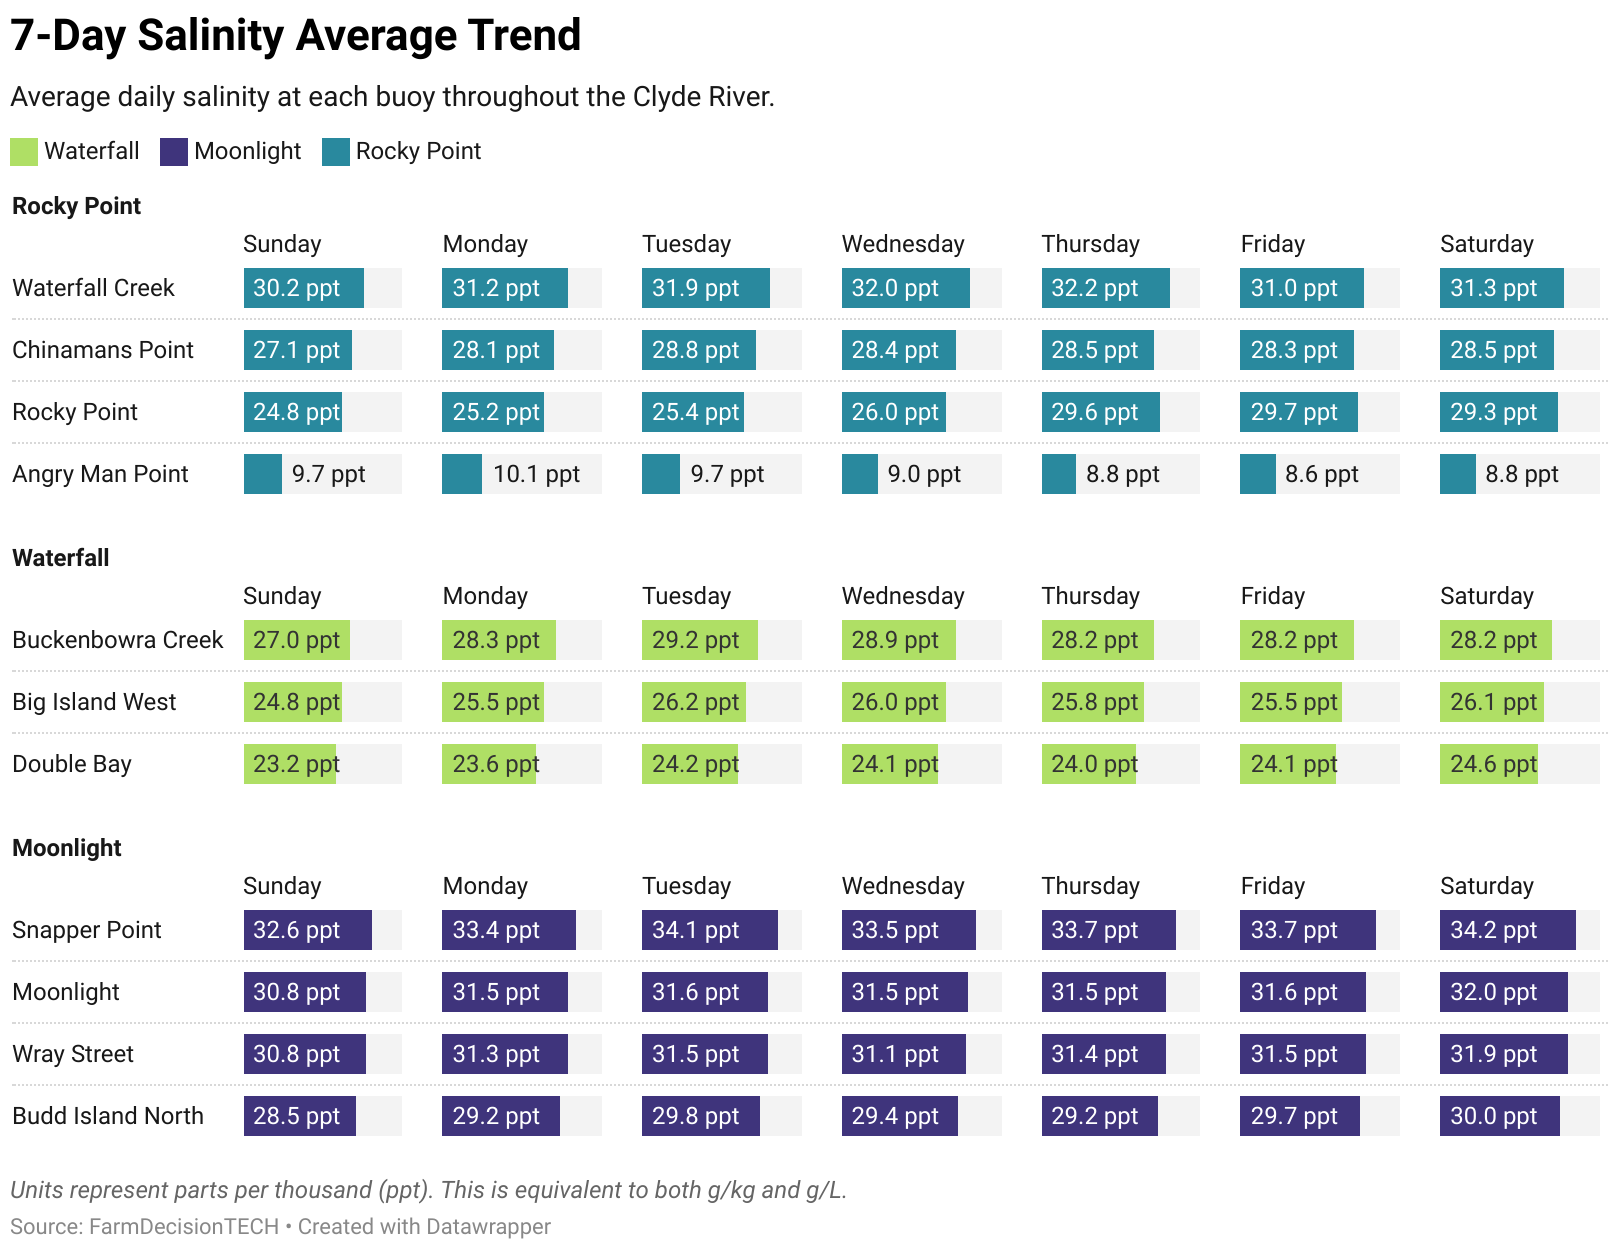 7-Day Salinity Average Trend
Average daily salinity at each buoy throughout the Clyde River.
Waterfall Moonlight Rocky Point
Rocky Point
Sunday Monday Tuesday Wednesday Thursday Friday Saturday
Waterfall Creek 30.2 ppt 31.2 ppt 31.9 ppt 32.0 ppt 32.2 ppt 31.0 ppt 31.3 ppt
Chinamans Point 27.1 ppt 28.1 ppt 28.8 ppt 28.4 ppt 28.5 ppt 28.3 ppt 28.5 ppt
Rocky Point 24.8 ppt 25.2 ppt 25.4 ppt 26.0 ppt 29.6 ppt 29.7 ppt 29.3 ppt
Angry Man Point 9.7 ppt 10.1 ppt 9.7 ppt 9.0 ppt 8.8 ppt 8.6 ppt 8.8 ppt
Waterfall
Sunday Monday Tuesday Wednesday Thursday Friday Saturday
Buckenbowra Creek 27.0 ppt 28.3 ppt 29.2 ppt 28.9 ppt 28.2 ppt 28.2 ppt 28.2 ppt
Big Island West 24.8 ppt 25.5 ppt 26.2 ppt 26.0 ppt 25.8 ppt 25.5 ppt 26.1 ppt
Double Bay 23.2 ppt 23.6 ppt 24.2 ppt 24.1 ppt 24.0 ppt 24.1 ppt 24.6 ppt
Moonlight
Sunday Monday Tuesday Wednesday Thursday Friday Saturday
Snapper Point 32.6 ppt 33.4 ppt 34.1 ppt 33.5 ppt 33.7 ppt 33.7 ppt 34.2 ppt
Moonlight 30.8 ppt 31.5 ppt 31.6 ppt 31.5 ppt 31.5 ppt 31.6 ppt 32.0 ppt
Wray Street 30.8 ppt 31.3 ppt 31.5 ppt 31.1 ppt 31.4 ppt 31.5 ppt 31.9 ppt
Budd Island North 28.5 ppt 29.2 ppt 29.8 ppt 29.4 ppt 29.2 ppt 29.7 ppt 30.0 ppt
Units represent parts per thousand (ppt). This is equivalent to both g/kg and g/L.
Source: FarmDecisionTECH • Created with Datawrapper